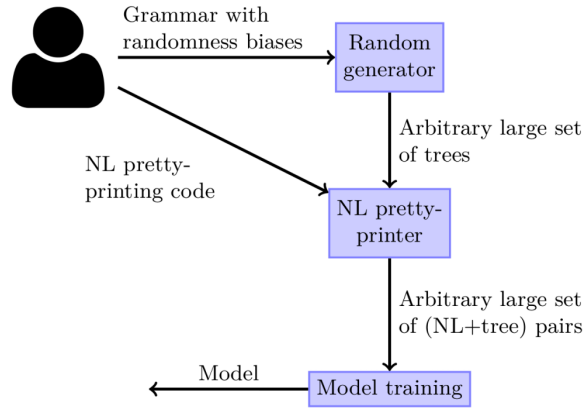 Grammar with
randomness biases
Random
generator
Arbitrary large set
of trees
NL pretty-
printing code
NL pretty-
printer
Arbitrary large set
of (NL+tree) pairs
Model
Model training